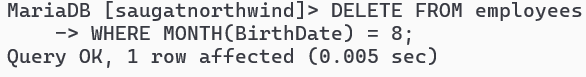 MariaDB [saugatnorthwind]> DELETE FROM employees
    -> WHERE MONTH(BirthDate) = 8;
Query OK, 1 row affected (0.005 sec)